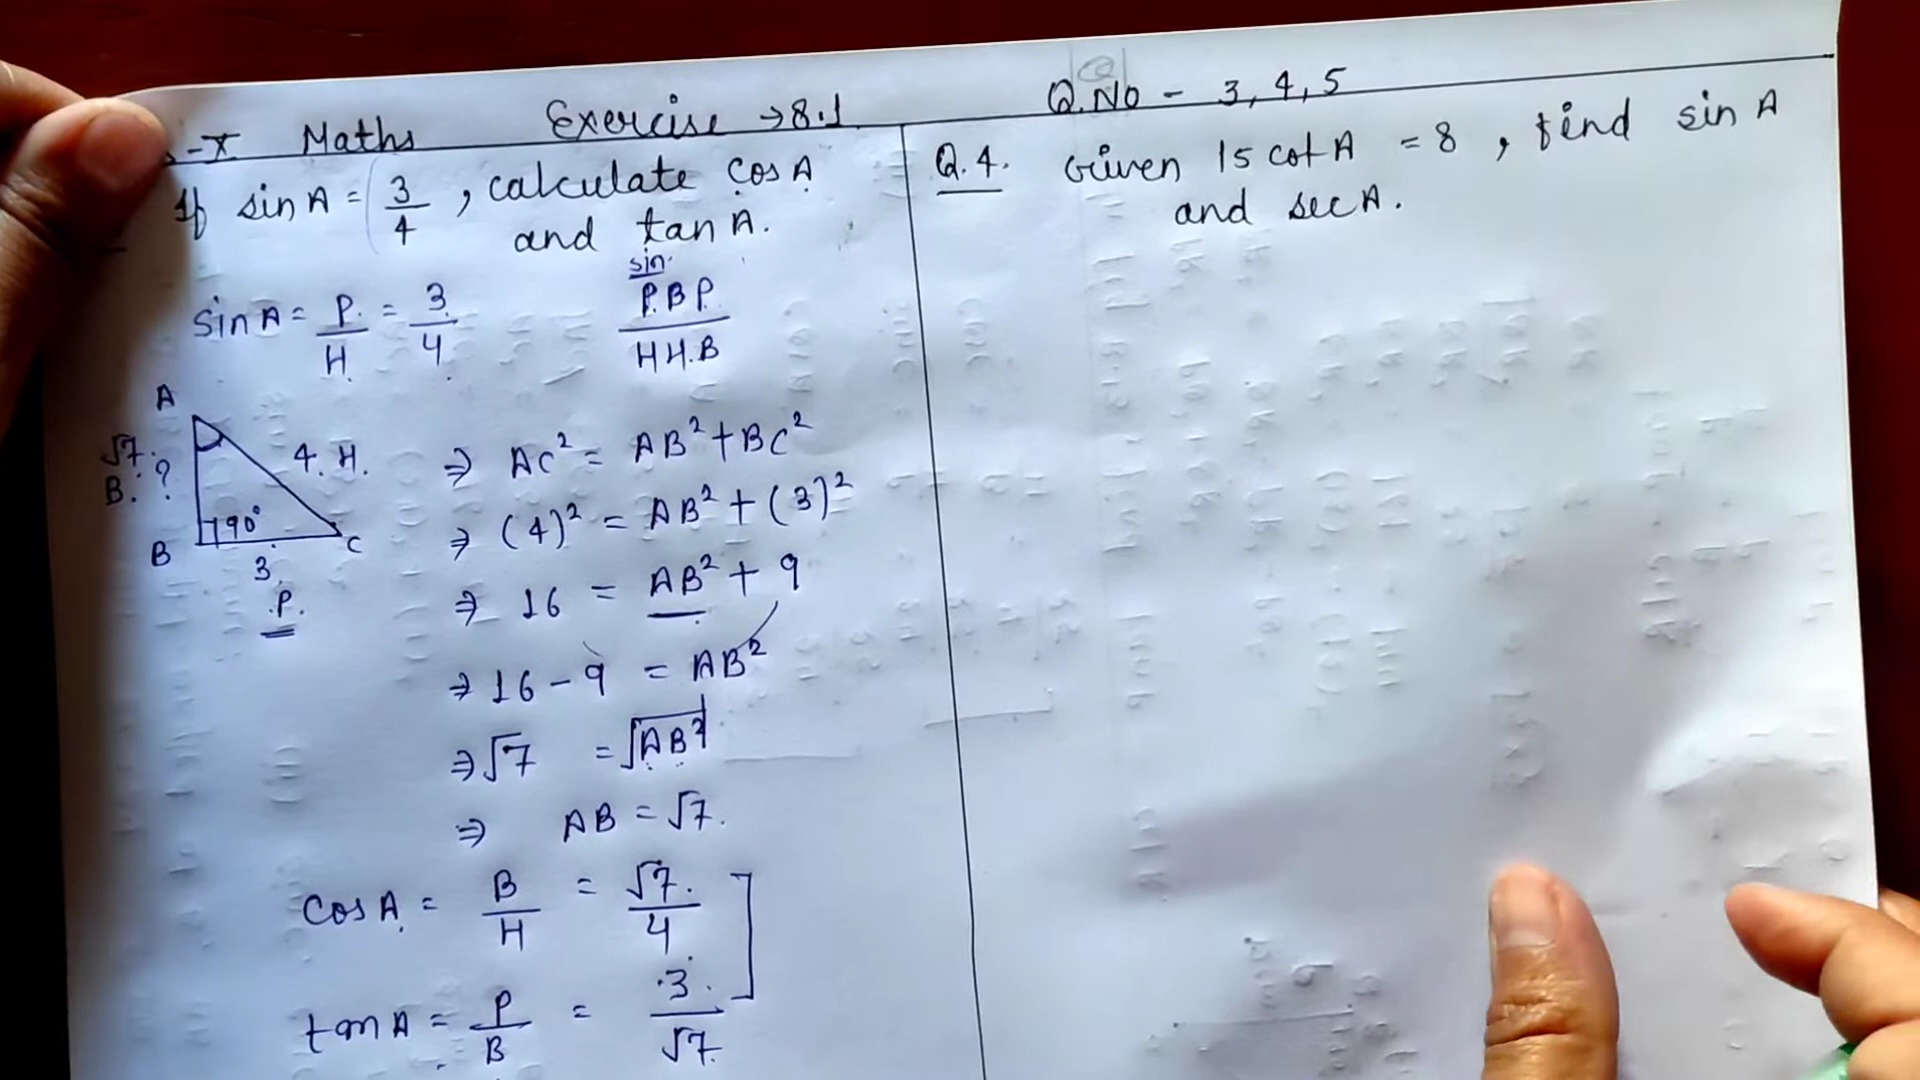 -X Maths Exercise → 8.1 Q.No - 3, 4, 5
If sin A = 3/4 , calculate cos A
and tan A.
sin A = P/H = 3/4
sin
P.BP.
HH.B
A
√7.
B. ?
4. H.
90°
B
C
3
P.
⇒ AC² = AB² + BC²
⇒ (4)² = AB² + (3)²
⇒ 16 = AB² + 9
⇒ 16 - 9 = AB²
⇒ √7 = √AB²
⇒ AB = √7.
cos A = B/H = √7./4
tan A = P/B = 3/√7
Q.4. Given 15 cot A = 8 , find sin A
and sec A.